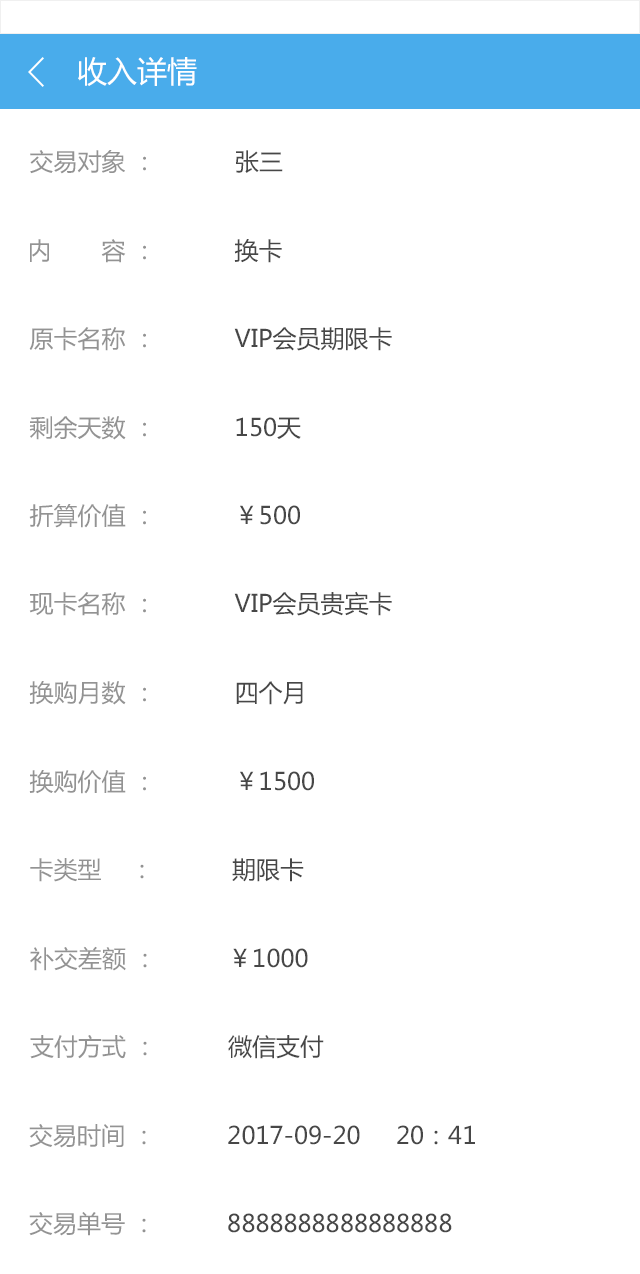 收入详情
交易对象 ： 张三
内 容 ： 换卡
原卡名称 ： VIP会员期限卡
剩余天数 ： 150天
折算价值 ： ￥500
现卡名称 ： VIP会员贵宾卡
换购月数 ： 四个月
换购价值 ： ￥1500
卡类型 ： 期限卡
补交差额 ： ￥1000
支付方式 ： 微信支付
交易时间 ： 2017-09-20 20：41
交易单号 ： 8888888888888888